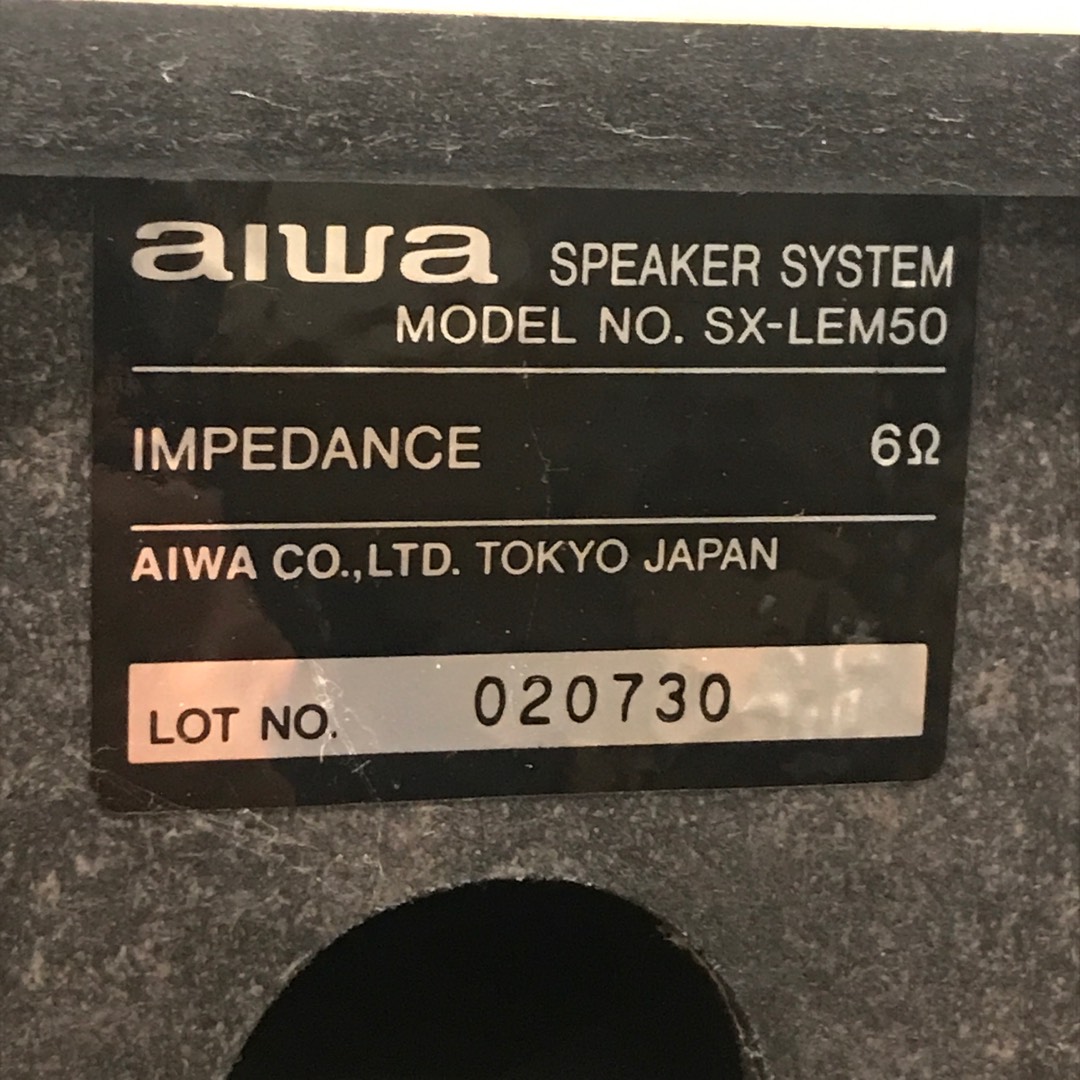 aiwa SPEAKER SYSTEM
MODEL NO. SX-LEM50
IMPEDANCE 6Ω
AIWA CO.,LTD. TOKYO JAPAN
LOT NO. 020730